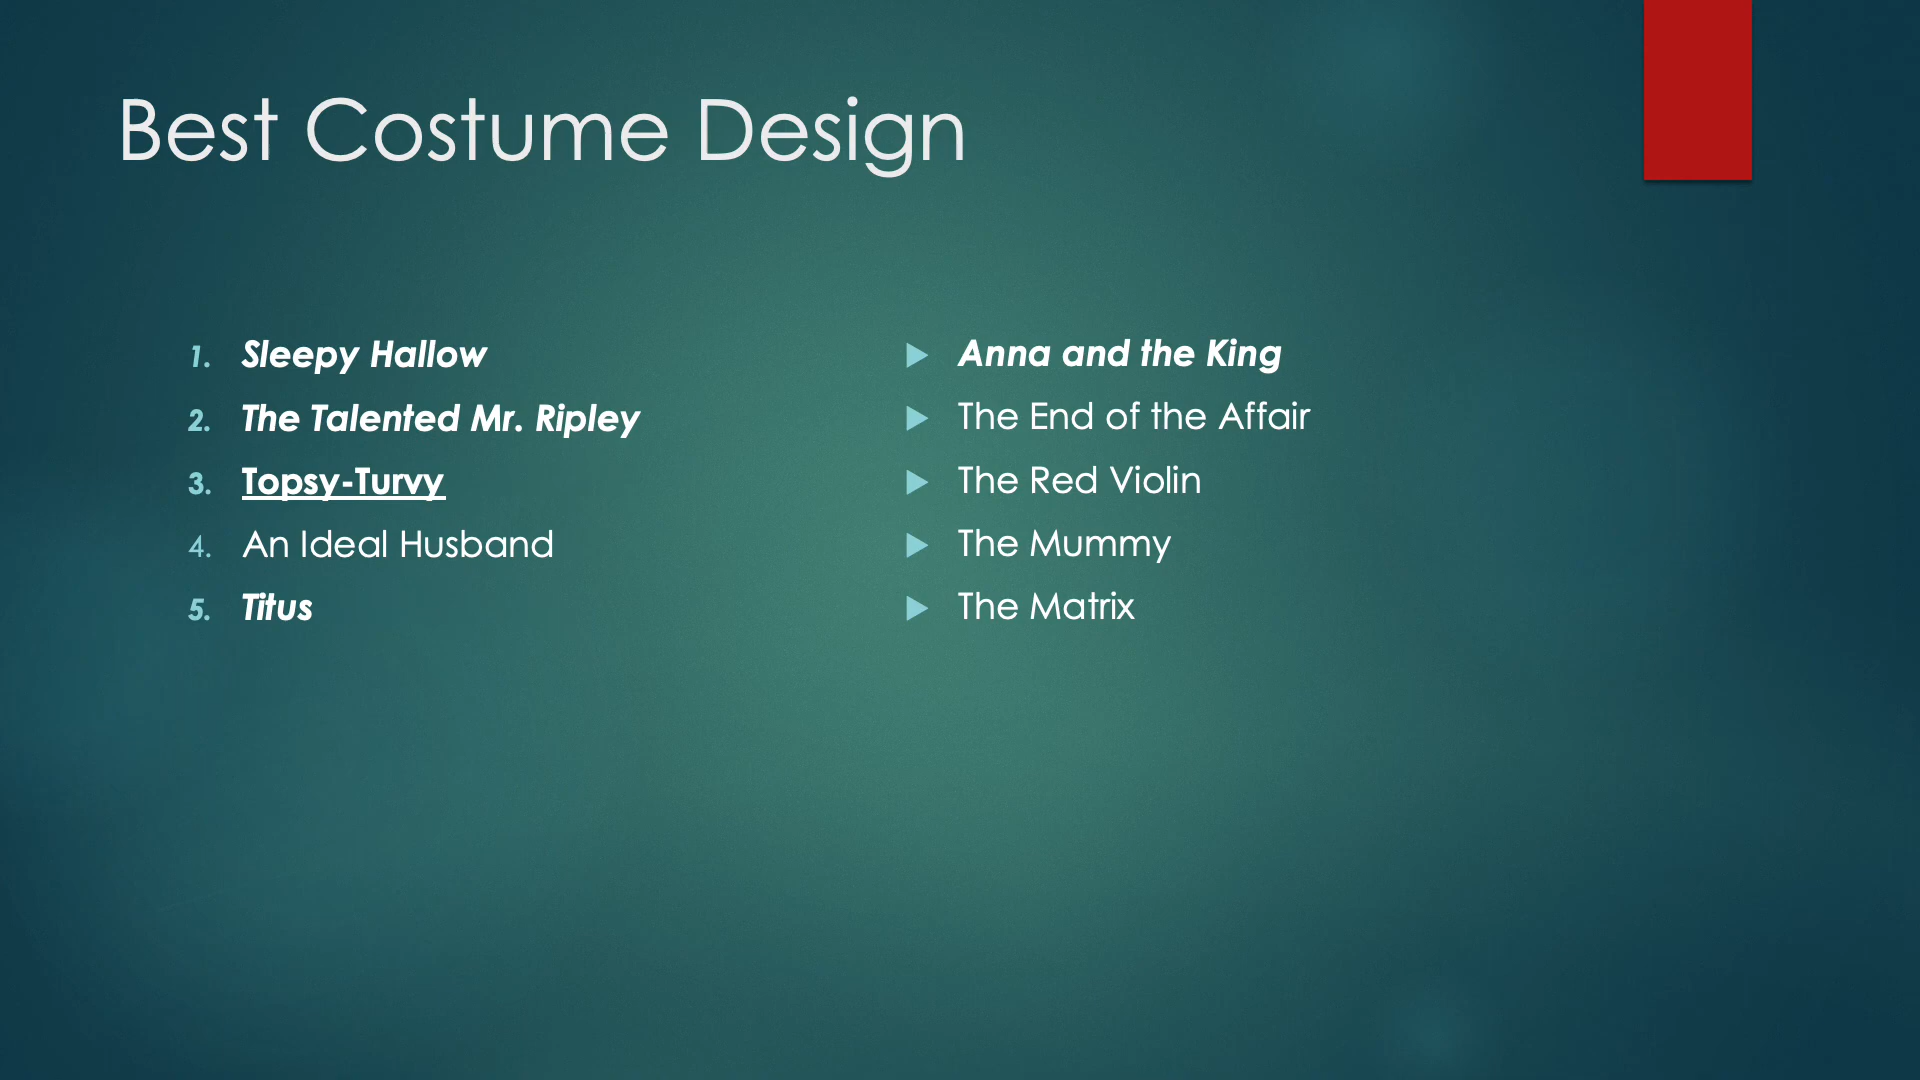 Best Costume Design
1. Sleepy Hallow
2. The Talented Mr. Ripley
3. Topsy-Turvy
4. An Ideal Husband
5. Titus
Anna and the King
The End of the Affair
The Red Violin
The Mummy
The Matrix